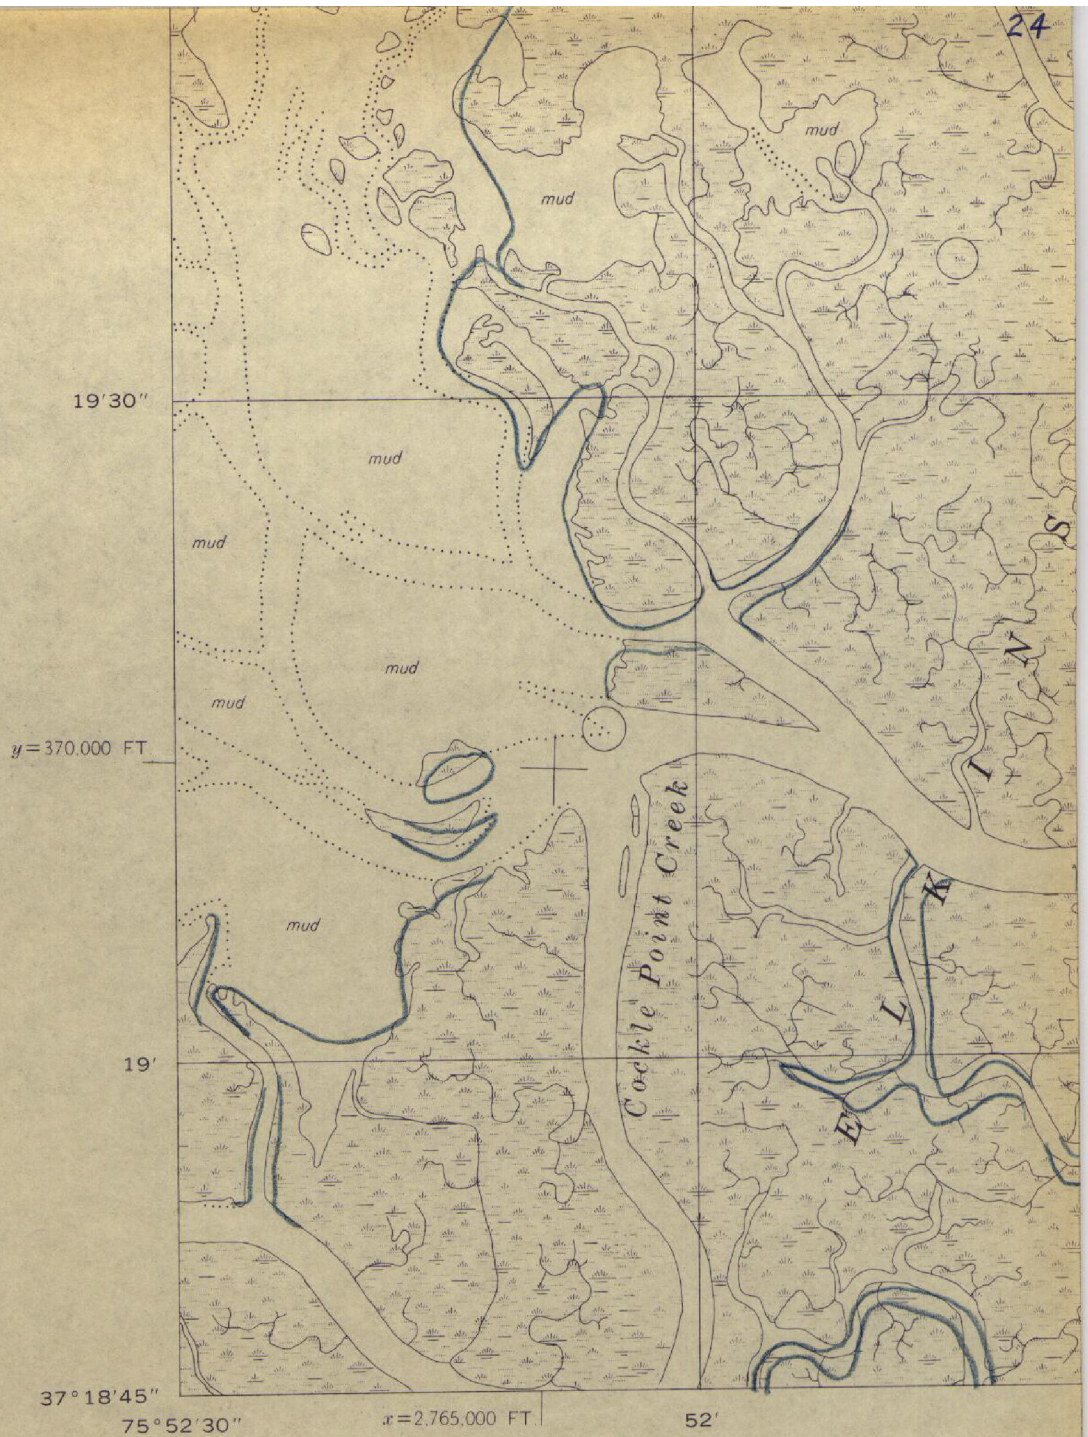 24
mud
mud
19'30"
mud
mud
S
N
mud
mud
y=370,000 FT.
I
Cockle Point Creek
K
mud
L
19'
E
37°18'45"
75°52'30"
x=2,765,000 FT.
52'